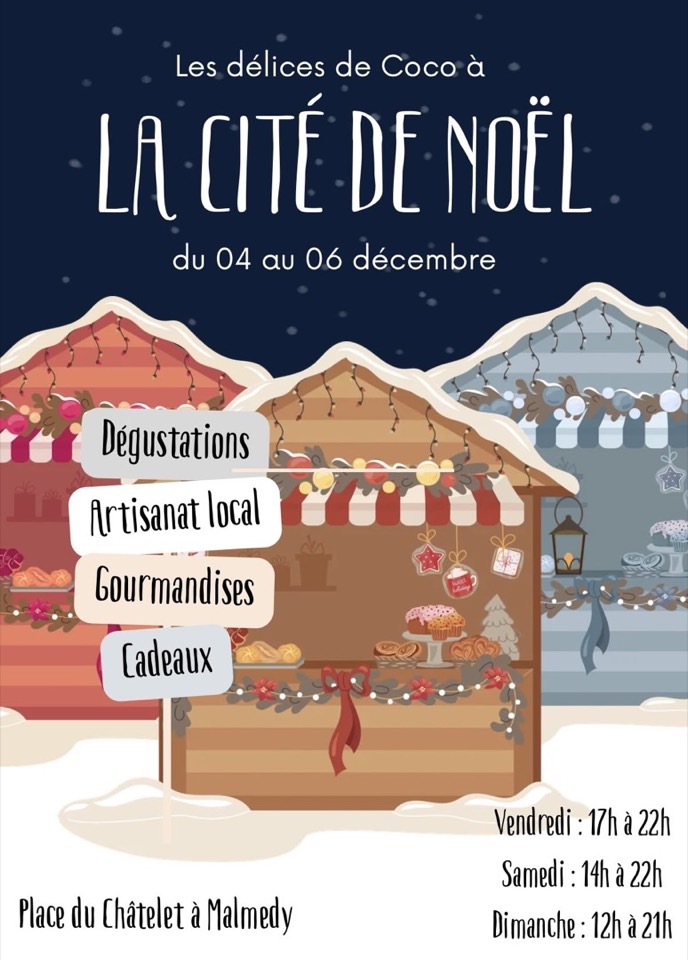 Les délices de Coco à
LA CITÉ DE NOËL
du 04 au 06 décembre
Dégustations
Artisanat local
Gourmandises
Cadeaux
Vendredi : 17h à 22h
Samedi : 14h à 22h
Dimanche : 12h à 21h
Place du Châtelet à Malmedy